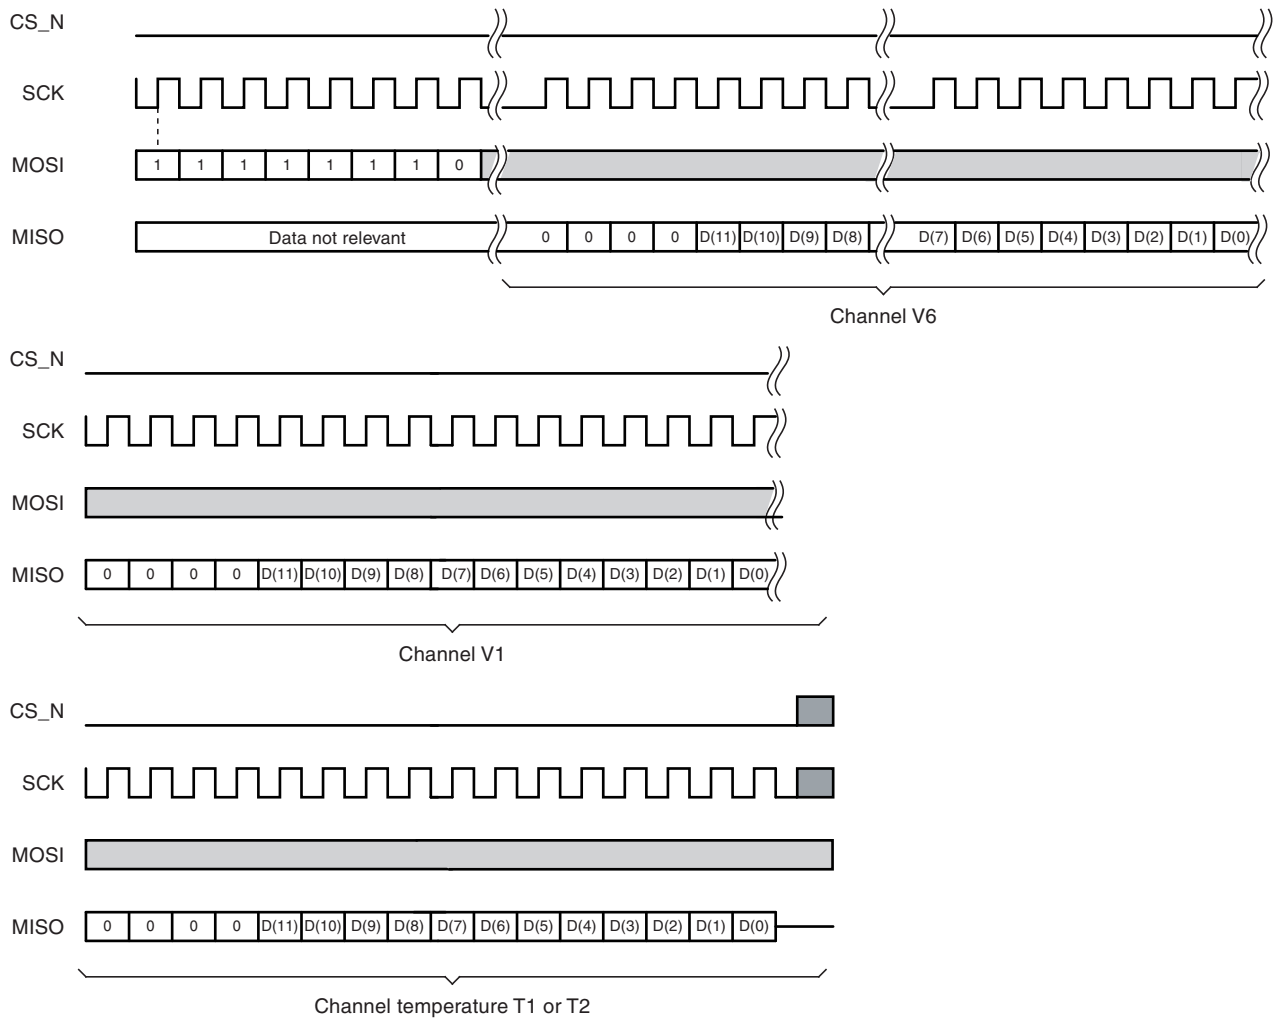 CS_N
SCK
MOSI 1 1 1 1 1 1 1 0
MISO Data not relevant 0 0 0 0 D(11) D(10) D(9) D(8) D(7) D(6) D(5) D(4) D(3) D(2) D(1) D(0)
Channel V6
CS_N
SCK
MOSI
MISO 0 0 0 0 D(11) D(10) D(9) D(8) D(7) D(6) D(5) D(4) D(3) D(2) D(1) D(0)
Channel V1
CS_N
SCK
MOSI
MISO 0 0 0 0 D(11) D(10) D(9) D(8) D(7) D(6) D(5) D(4) D(3) D(2) D(1) D(0)
Channel temperature T1 or T2